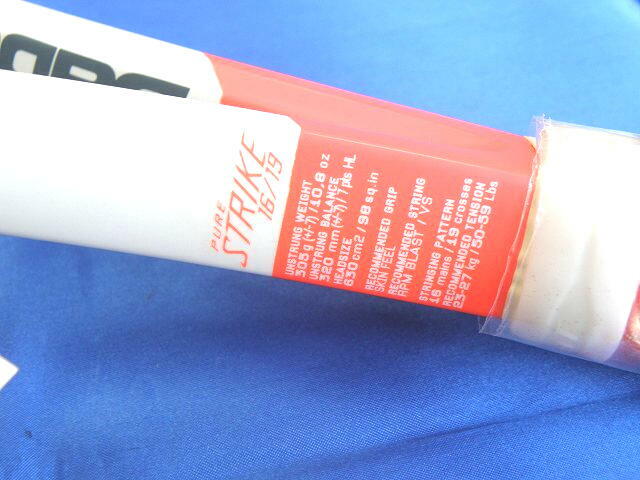 PURE
STRIKE
16/19
UNSTRUNG WEIGHT
305 g (+/-7) / 10,8 oz
UNSTRUNG BALANCE
320 mm (+/-7) / 7 pts HL
HEADSIZE
630 cm2 / 98 sq.in
RECOMMENDED GRIP
SKIN FEEL
RECOMMENDED STRING
RPM BLAST / VS
STRINGING PATTERN
16 mains / 19 crosses
RECOMMENDED TENSION
23-27 kg / 50-59 Lbs